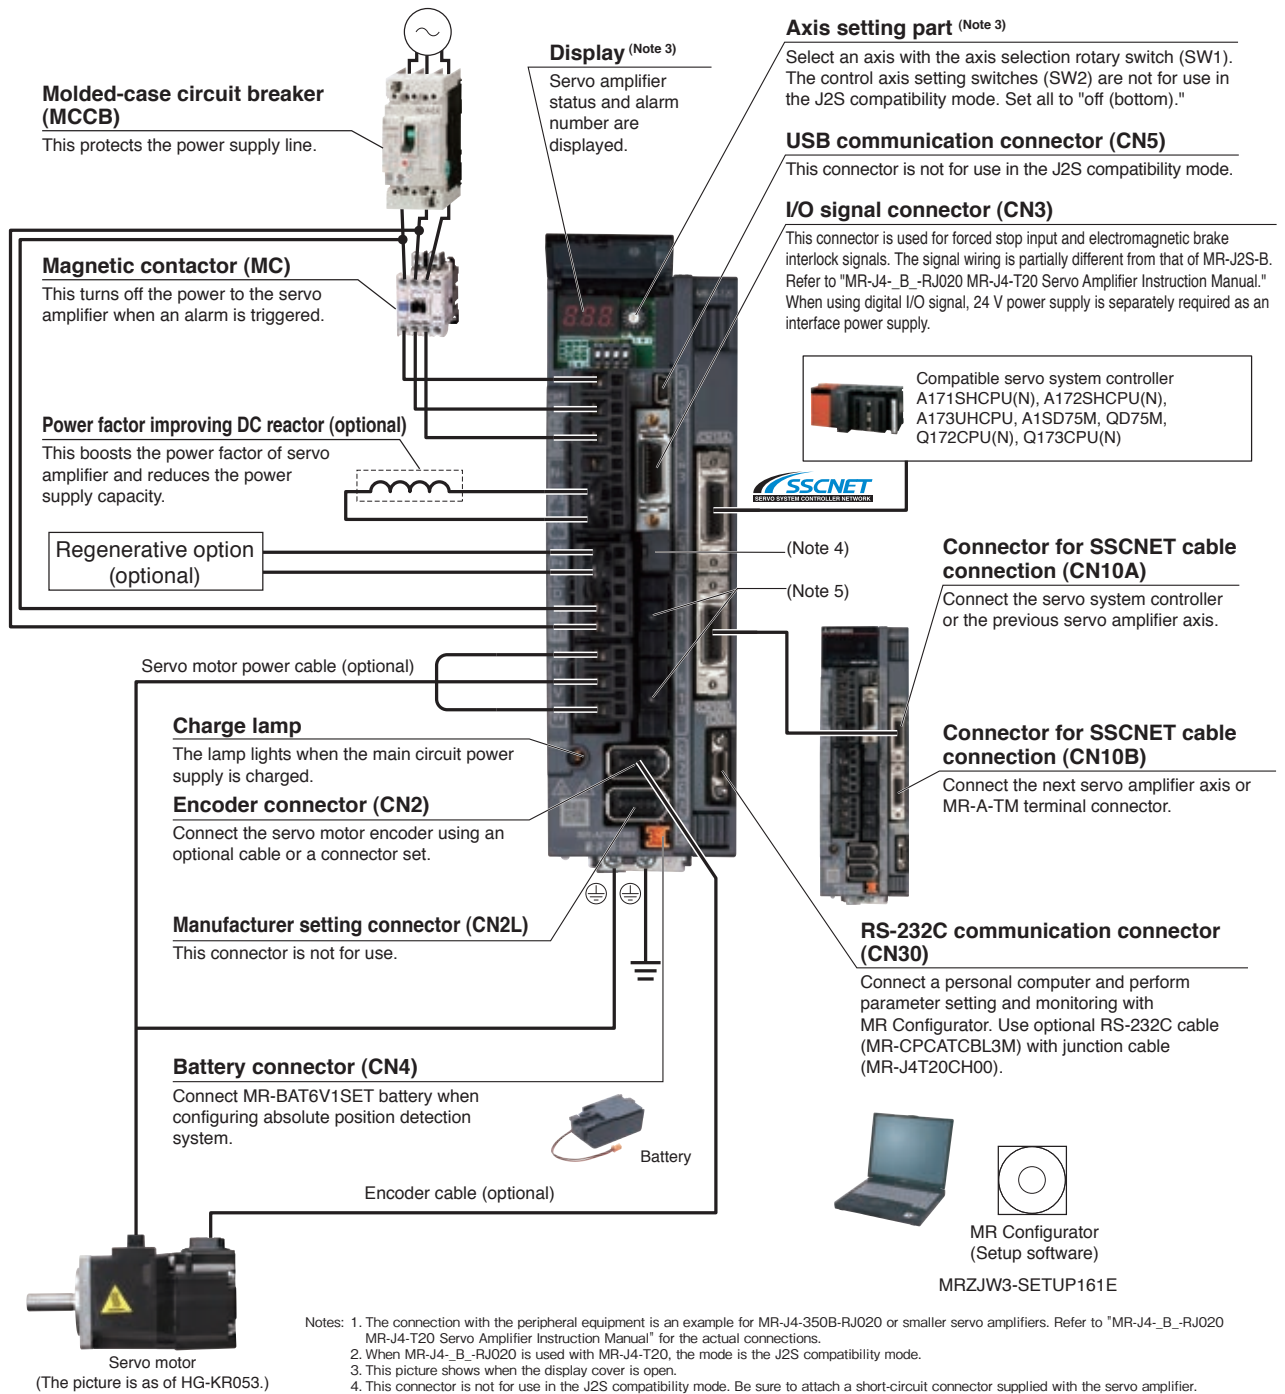 Molded-case circuit breaker
(MCCB)
This protects the power supply line.
Magnetic contactor (MC)
This turns off the power to the servo
amplifier when an alarm is triggered.
Power factor improving DC reactor (optional)
This boosts the power factor of servo
amplifier and reduces the power
supply capacity.
Regenerative option
(optional)
Servo motor power cable (optional)
Charge lamp
The lamp lights when the main circuit power
supply is charged.
Encoder connector (CN2)
Connect the servo motor encoder using an
optional cable or a connector set.
Manufacturer setting connector (CN2L)
This connector is not for use.
Battery connector (CN4)
Connect MR-BAT6V1SET battery when
configuring absolute position detection
system.
Battery
Encoder cable (optional)
Servo motor
(The picture is as of HG-KR053.)
Display (Note 3)
Servo amplifier
status and alarm
number are
displayed.
Axis setting part (Note 3)
Select an axis with the axis selection rotary switch (SW1).
The control axis setting switches (SW2) are not for use in
the J2S compatibility mode. Set all to "off (bottom)."
USB communication connector (CN5)
This connector is not for use in the J2S compatibility mode.
I/O signal connector (CN3)
This connector is used for forced stop input and electromagnetic brake
interlock signals. The signal wiring is partially different from that of MR-J2S-B.
Refer to "MR-J4-_B_-RJ020 MR-J4-T20 Servo Amplifier Instruction Manual."
When using digital I/O signal, 24 V power supply is separately required as an
interface power supply.
Compatible servo system controller
A171SHCPU(N), A172SHCPU(N),
A173UHCPU, A1SD75M, QD75M,
Q172CPU(N), Q173CPU(N)
SSCNET
SERVO SYSTEM CONTROLLER NETWORK
(Note 4)
(Note 5)
Connector for SSCNET cable
connection (CN10A)
Connect the servo system controller
or the previous servo amplifier axis.
Connector for SSCNET cable
connection (CN10B)
Connect the next servo amplifier axis or
MR-A-TM terminal connector.
RS-232C communication connector
(CN30)
Connect a personal computer and perform
parameter setting and monitoring with
MR Configurator. Use optional RS-232C cable
(MR-CPCATCBL3M) with junction cable
(MR-J4T20CH00).
MR Configurator
(Setup software)
MRZJW3-SETUP161E
Notes: 1. The connection with the peripheral equipment is an example for MR-J4-350B-RJ020 or smaller servo amplifiers. Refer to "MR-J4-_B_-RJ020
MR-J4-T20 Servo Amplifier Instruction Manual" for the actual connections.
2. When MR-J4-_B_-RJ020 is used with MR-J4-T20, the mode is the J2S compatibility mode.
3. This picture shows when the display cover is open.
4. This connector is not for use in the J2S compatibility mode. Be sure to attach a short-circuit connector supplied with the servo amplifier.